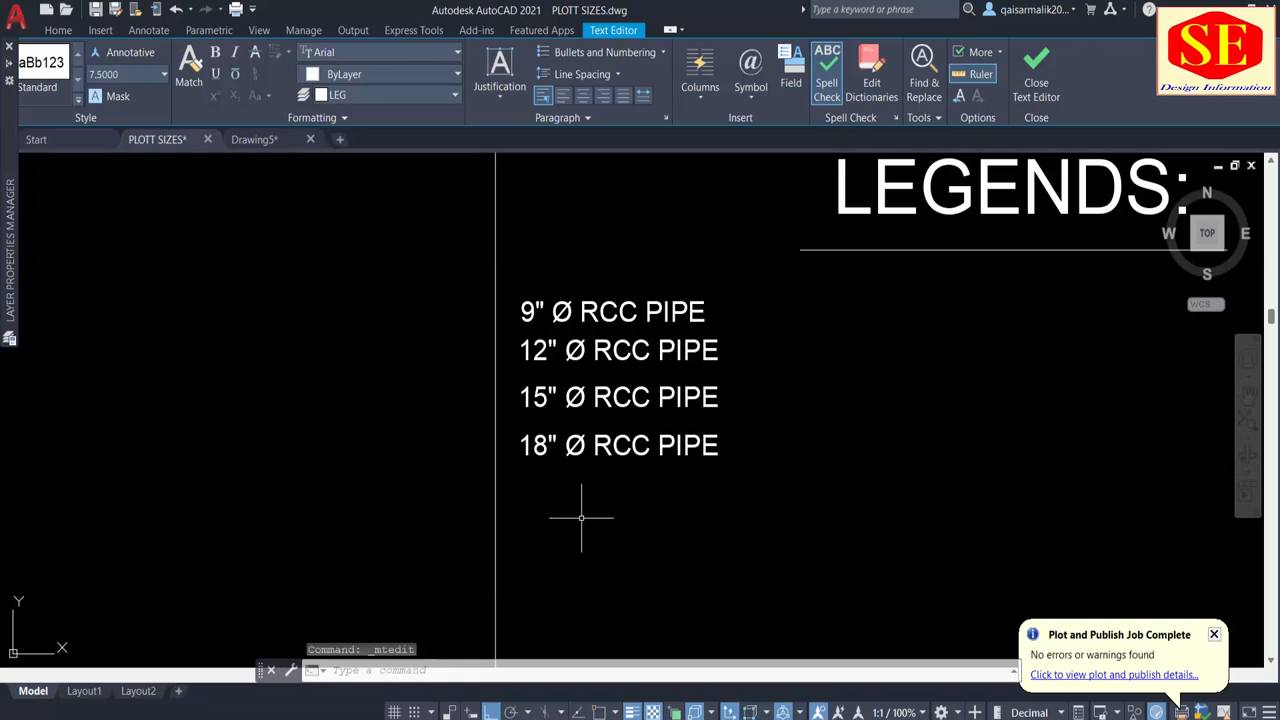 Autodesk AutoCAD 2021 PLOTT SIZES.dwg
Type a keyword or phrase
qaisarmalik20...
Home Insert Annotate Parametric View Manage Output Express Tools Add-ins Featured Apps Text Editor
SE
Design Information
aBb123
Standard
Annotative
7.5000
Mask
Style
Match
B I A
U O
Arial
ByLayer
LEG
Formatting
Justification
Bullets and Numbering
Line Spacing
Paragraph
Columns
Symbol
Field
Insert
ABC
Spell
Check
Edit
Dictionaries
Spell Check
Find &
Replace
Tools
More
Ruler
Options
Close
Text Editor
Close
Start PLOTT SIZES* Drawing5*
LAYER PROPERTIES MANAGER
LEGENDS:
N
W TOP E
S
WCS
9" Ø RCC PIPE
12" Ø RCC PIPE
15" Ø RCC PIPE
18" Ø RCC PIPE
Y
X
Command: _mtedit
Type a command
Plot and Publish Job Complete
No errors or warnings found
Click to view plot and publish details...
Model Layout1 Layout2
1:1 / 100%
Decimal